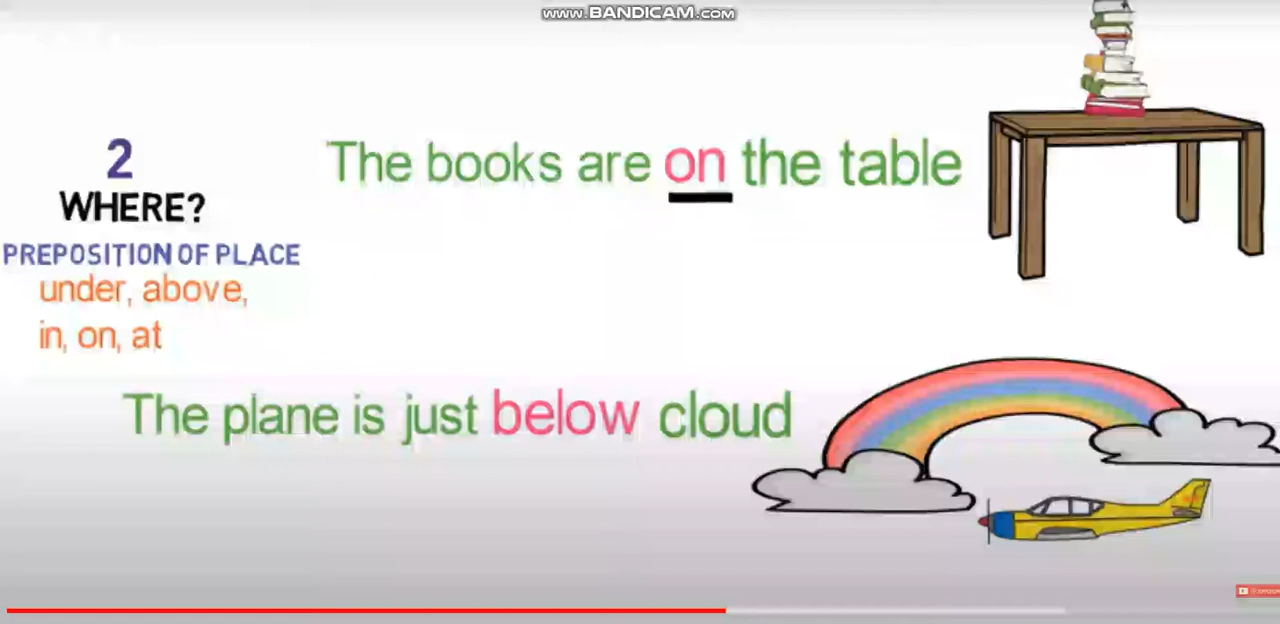 www.BANDICAM.com
2
WHERE?
PREPOSITION OF PLACE
under, above,
in, on, at
The books are on the table
The plane is just below cloud